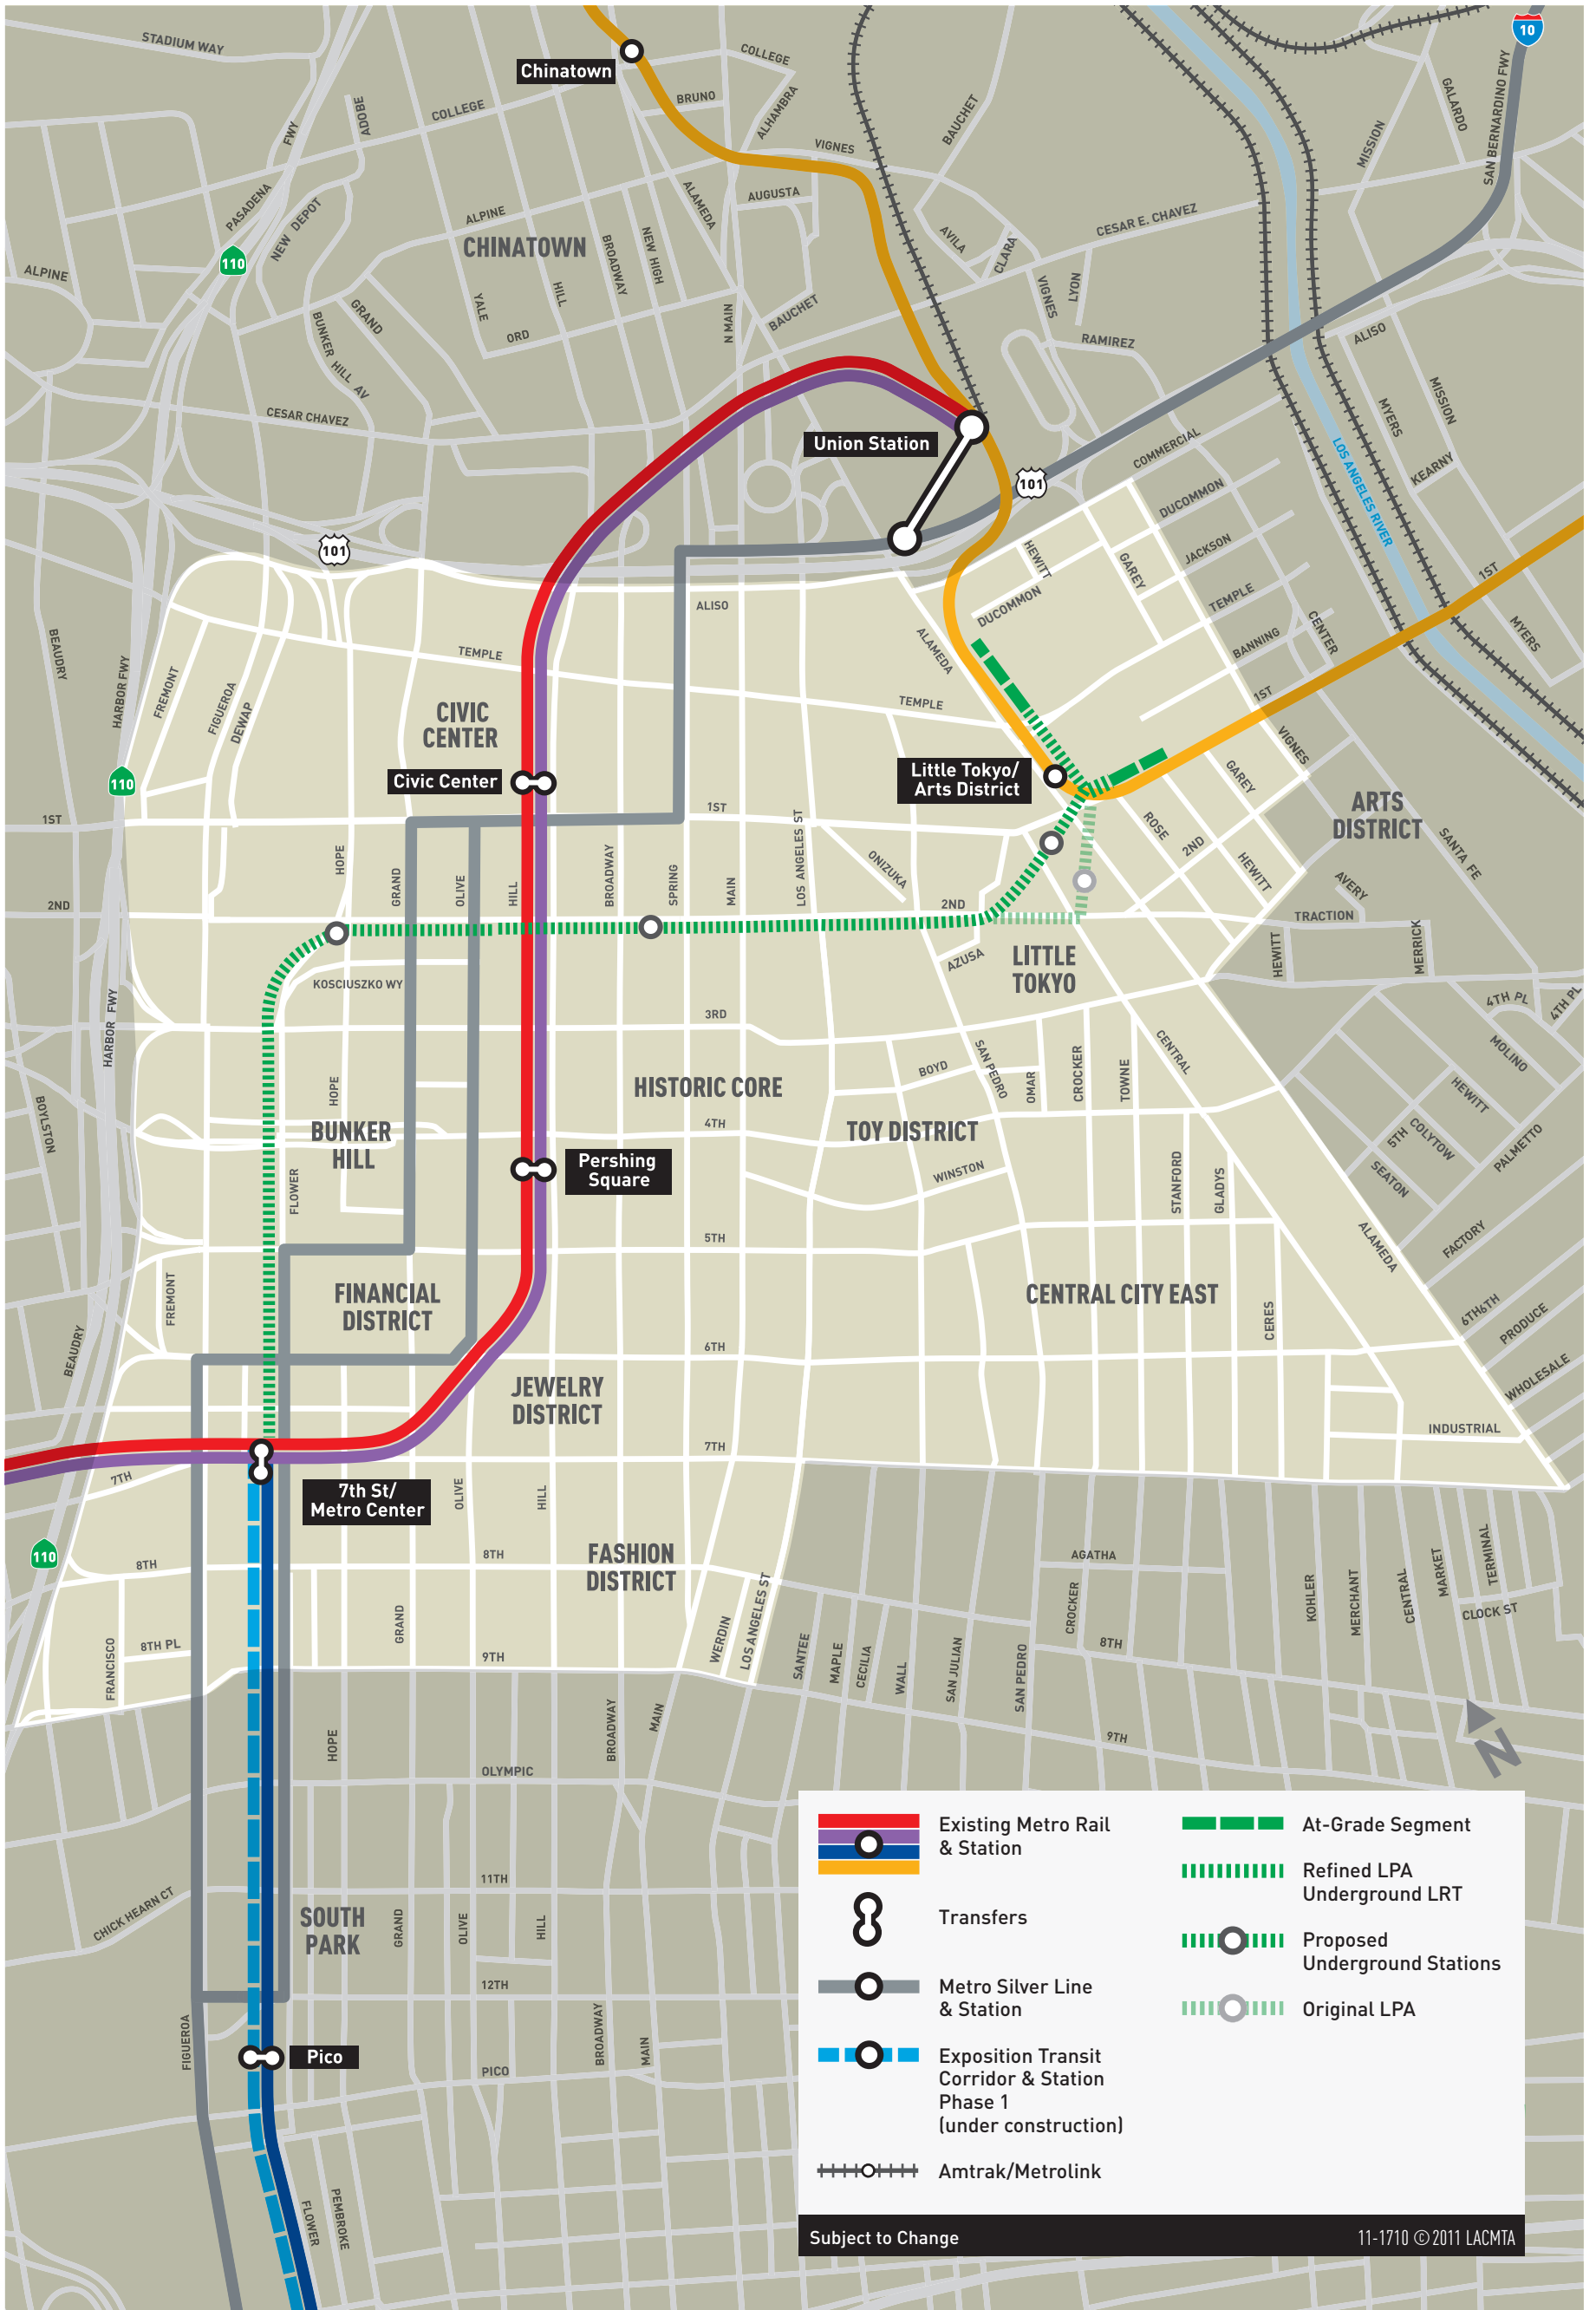 STADIUM WAY
Chinatown
COLLEGE
10
BRUNO
ALHAMBRA
BAUCHET
GALARDO
SAN BERNARDINO FWY
ADOBE
COLLEGE
FWY
VIGNES
MISSION
PASADENA
NEW DEPOT
ALPINE
ALAMEDA
AUGUSTA
CESAR E. CHAVEZ
CHINATOWN
BROADWAY
NEW HIGH
AVILA
CLARA
110
ALPINE
YALE
HILL
VIGNES
LYON
BUNKER HILL AV
GRAND
ORD
N MAIN
BAUCHET
RAMIREZ
ALISO
CESAR CHAVEZ
MYERS
MISSION
Union Station
COMMERCIAL
KEARNY
LOS ANGELES RIVER
101
DUCOMMON
101
HEWITT
GAREY
JACKSON
1ST
ALISO
DUCOMMON
TEMPLE
BEAUDRY
HARBOR FWY
FREMONT
FIGUEROA
DEWAP
TEMPLE
ALAMEDA
BANNING
CENTER
MYERS
CIVIC
CENTER
TEMPLE
1ST
VIGNES
Civic Center
Little Tokyo/
Arts District
GAREY
110
ARTS
DISTRICT
1ST
1ST
LOS ANGELES ST
ROSE
2ND
SANTA FE
HOPE
GRAND
OLIVE
HILL
BROADWAY
SPRING
MAIN
ONIZUKA
HEWITT
AVERY
2ND
2ND
TRACTION
AZUSA
LITTLE
TOKYO
HEWITT
MERRICK
KOSCIUSZKO WY
4TH PL
4TH PL
HARBOR FWY
3RD
CENTRAL
MOLINO
HOPE
HISTORIC CORE
BOYD
SAN PEDRO
OMAR
CROCKER
TOWNE
HEWITT
BOYLSTON
BUNKER
HILL
4TH
TOY DISTRICT
5TH
COLYTOW
PALMETTO
Pershing
Square
WINSTON
STANFORD
GLADYS
SEATON
FLOWER
5TH
ALAMEDA
FACTORY
FREMONT
FINANCIAL
DISTRICT
CENTRAL CITY EAST
CERES
6TH6TH
PRODUCE
BEAUDRY
6TH
WHOLESALE
JEWELRY
DISTRICT
INDUSTRIAL
7TH
7TH
7th St/
Metro Center
OLIVE
HILL
110
8TH
8TH
FASHION
DISTRICT
AGATHA
TERMINAL
MARKET
CENTRAL
MERCHANT
KOHLER
CLOCK ST
GRAND
CROCKER
WERDIN
LOS ANGELES ST
FRANCISCO
8TH PL
9TH
SANTEE
MAPLE
CECILIA
WALL
SAN JULIAN
SAN PEDRO
8TH
HOPE
BROADWAY
MAIN
9TH
N
OLYMPIC
Existing Metro Rail
& Station
Transfers
Metro Silver Line
& Station
Exposition Transit
Corridor & Station
Phase 1
(under construction)
Amtrak/Metrolink
At-Grade Segment
Refined LPA
Underground LRT
Proposed
Underground Stations
Original LPA
11TH
CHICK HEARN CT
SOUTH
PARK
GRAND
OLIVE
HILL
12TH
FIGUEROA
Pico
BROADWAY
MAIN
PICO
FLOWER
PEMBROKE
Subject to Change
11-1710 ©2011 LACMTA